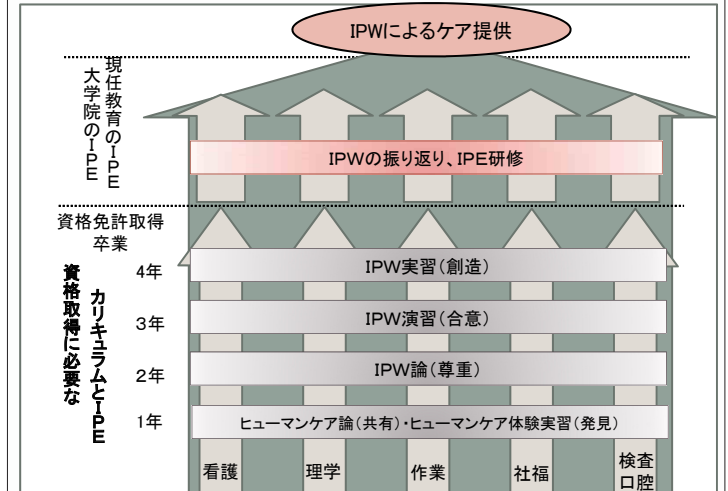 IPWによるケア提供
現任教育のIPE
大学院のIPE
IPWの振り返り、IPE研修
資格免許取得
卒業
4年
IPW実習(創造)
資格取得に必要な
カリキュラムとIPE
3年
IPW演習(合意)
2年
IPW論(尊重)
1年
ヒューマンケア論(共有)・ヒューマンケア体験実習(発見)
看護
理学
作業
社福
検査
口腔